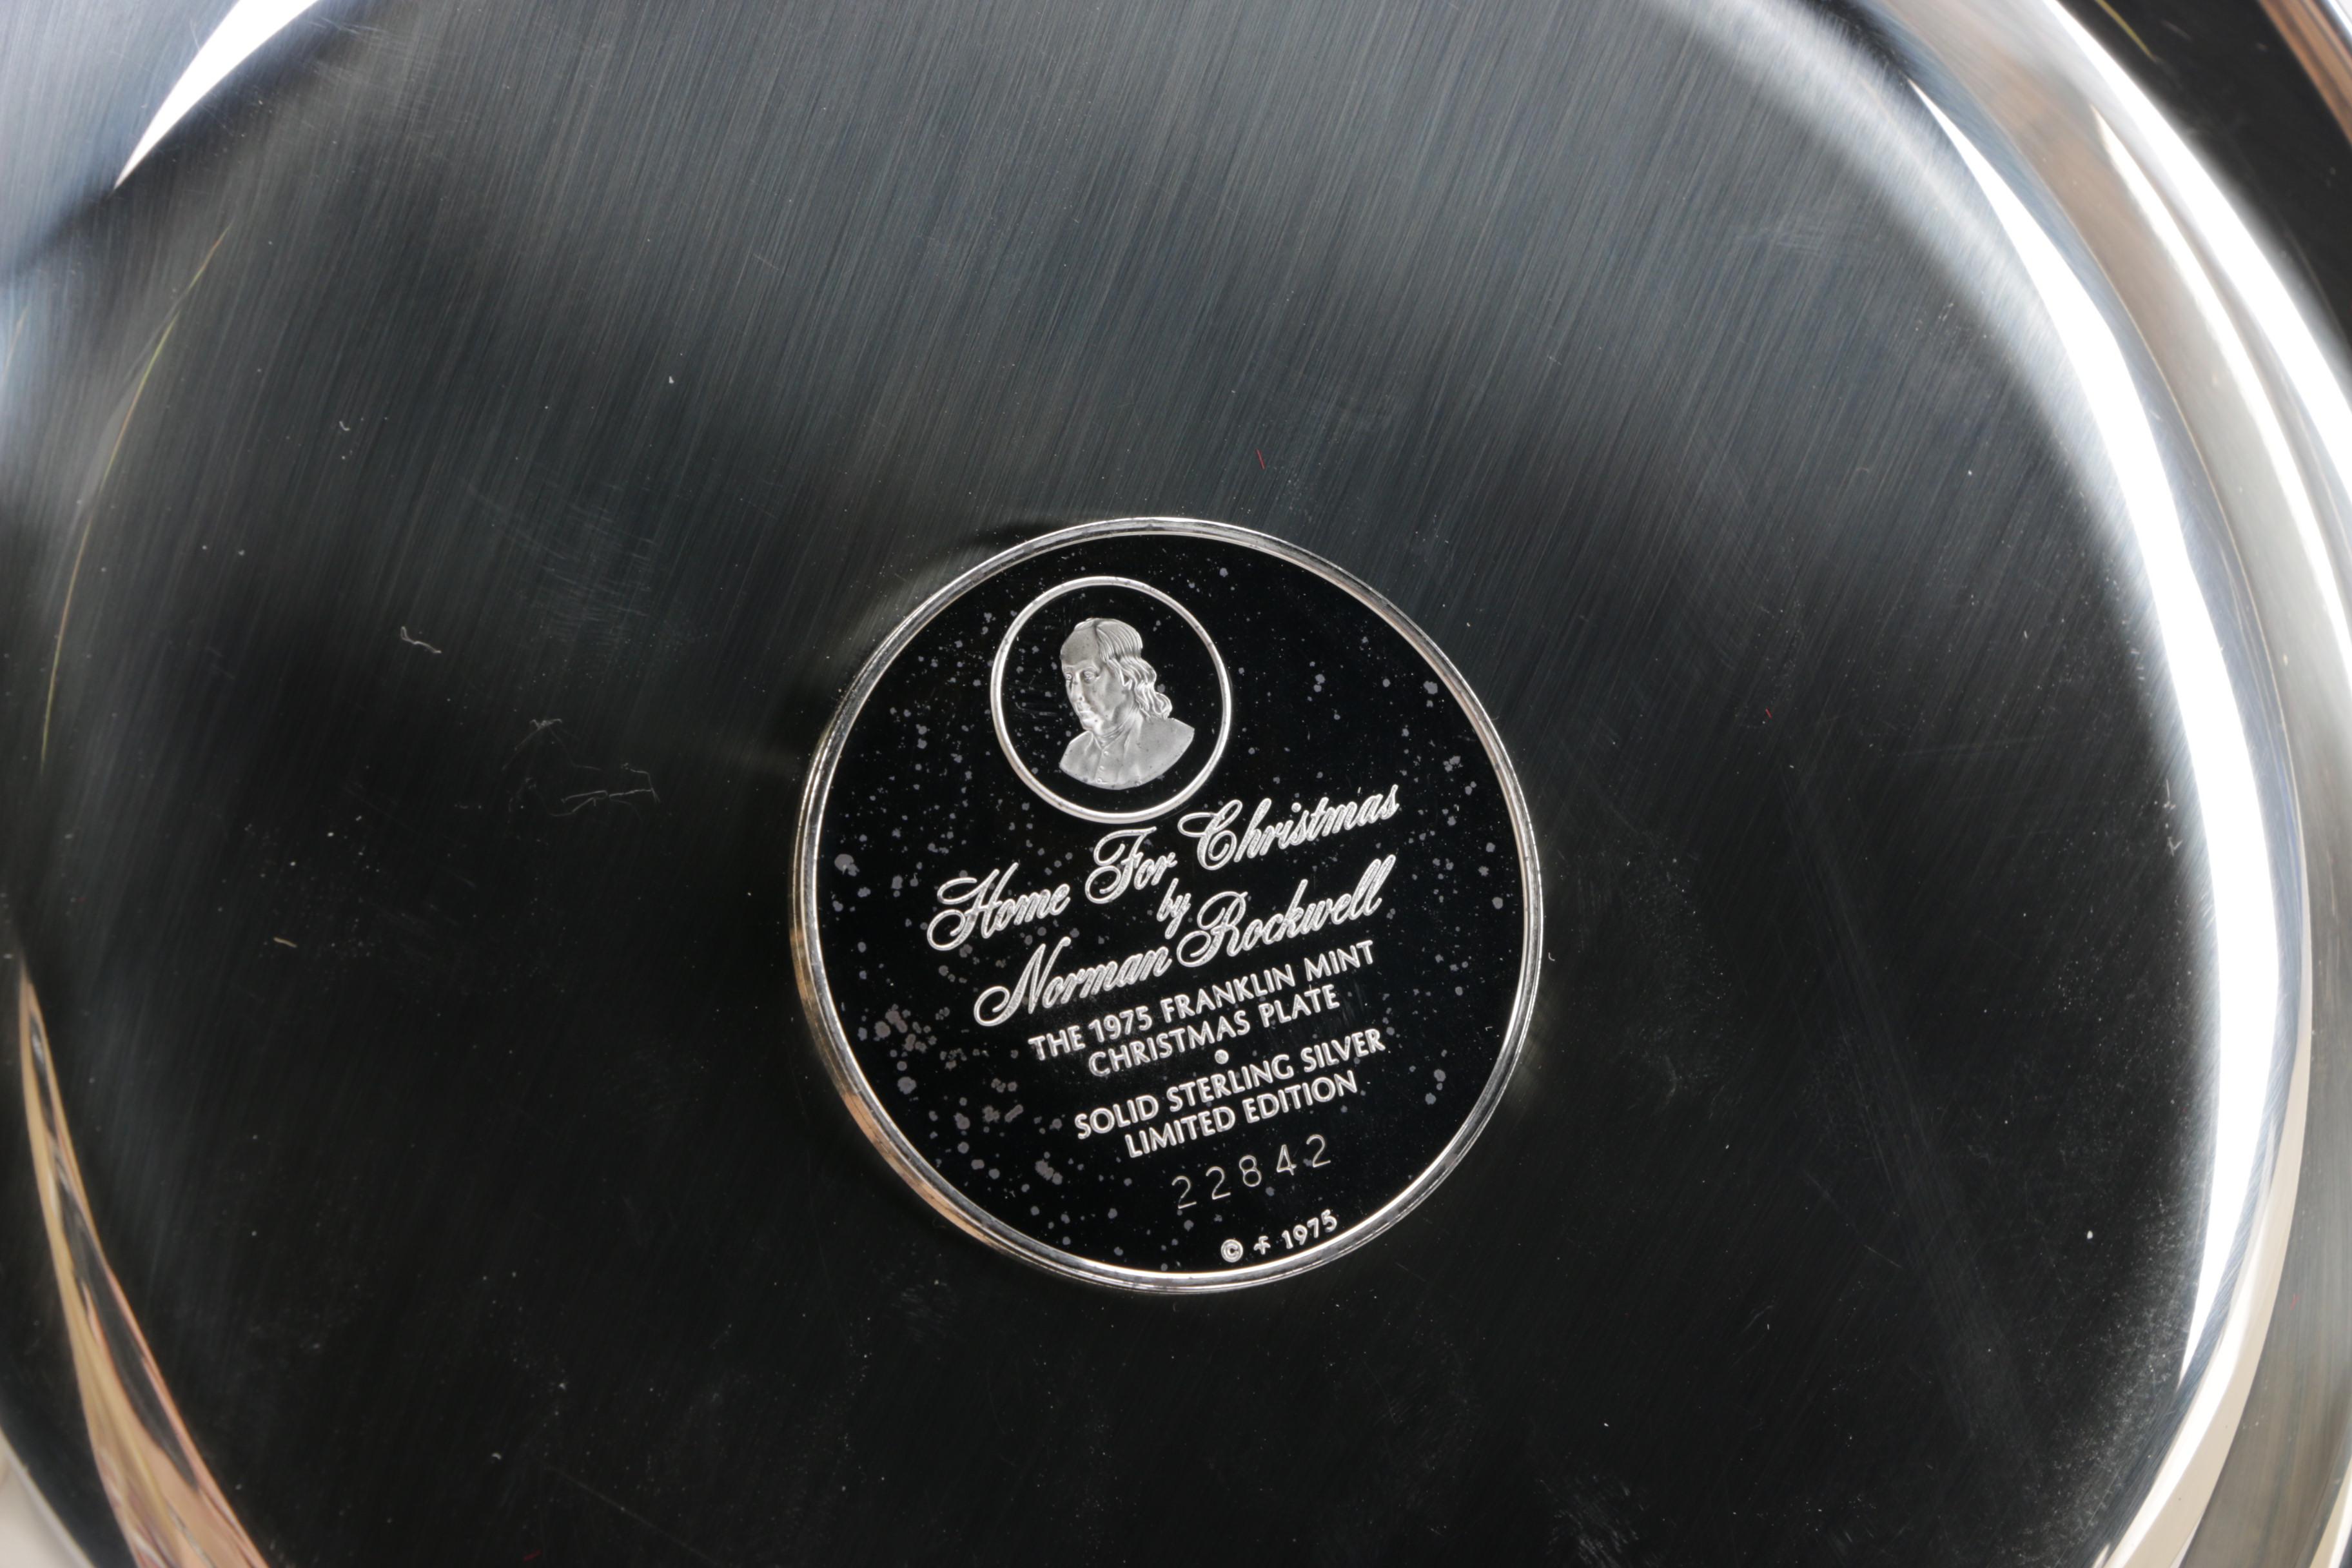 Home For Christmas
by
Norman Rockwell
THE 1975 FRANKLIN MINT
CHRISTMAS PLATE
•
SOLID STERLING SILVER
LIMITED EDITION
22842
© 1975